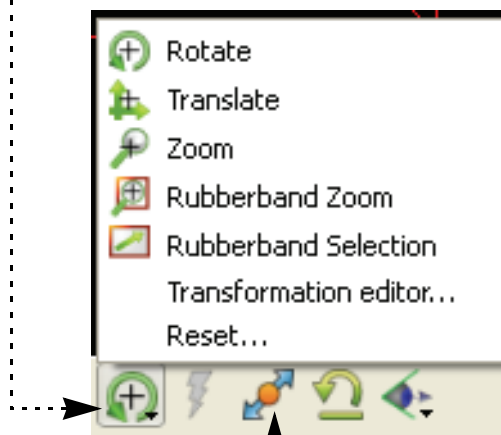 Rotate
Translate
Zoom
Rubberband Zoom
Rubberband Selection
Transformation editor...
Reset...